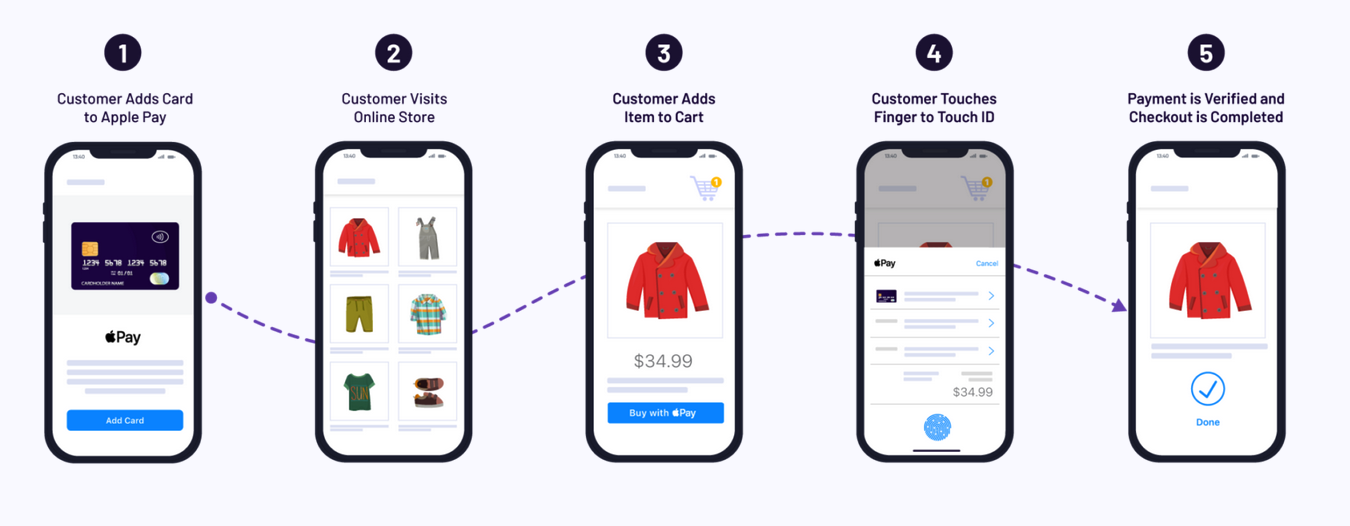 1
Customer Adds Card
to Apple Pay
13:40
1234 5678 1234 5678
01/01
CARDHOLDER NAME
Pay
Add Card
2
Customer Visits
Online Store
13:40
SUN
3
Customer Adds
Item to Cart
13:40
1
$34.99
Buy with Pay
4
Customer Touches
Finger to Touch ID
13:40
1
Pay
Cancel
$34.99
5
Payment is Verified and
Checkout is Completed
13:40
Done